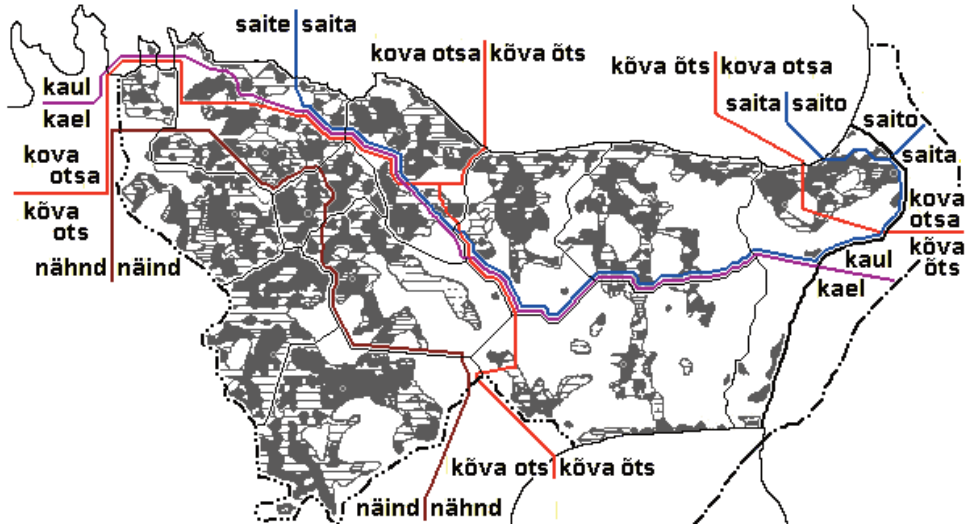 saite saita
kova otsa kõva õts
kõva õts kova otsa
saita saito
saito
saita
kaul
kael
kova
otsa
kõva
ots
nähnd näind
kova
otsa
kõva
õts
kaul
kael
kõva ots kõva õts
näind nähnd